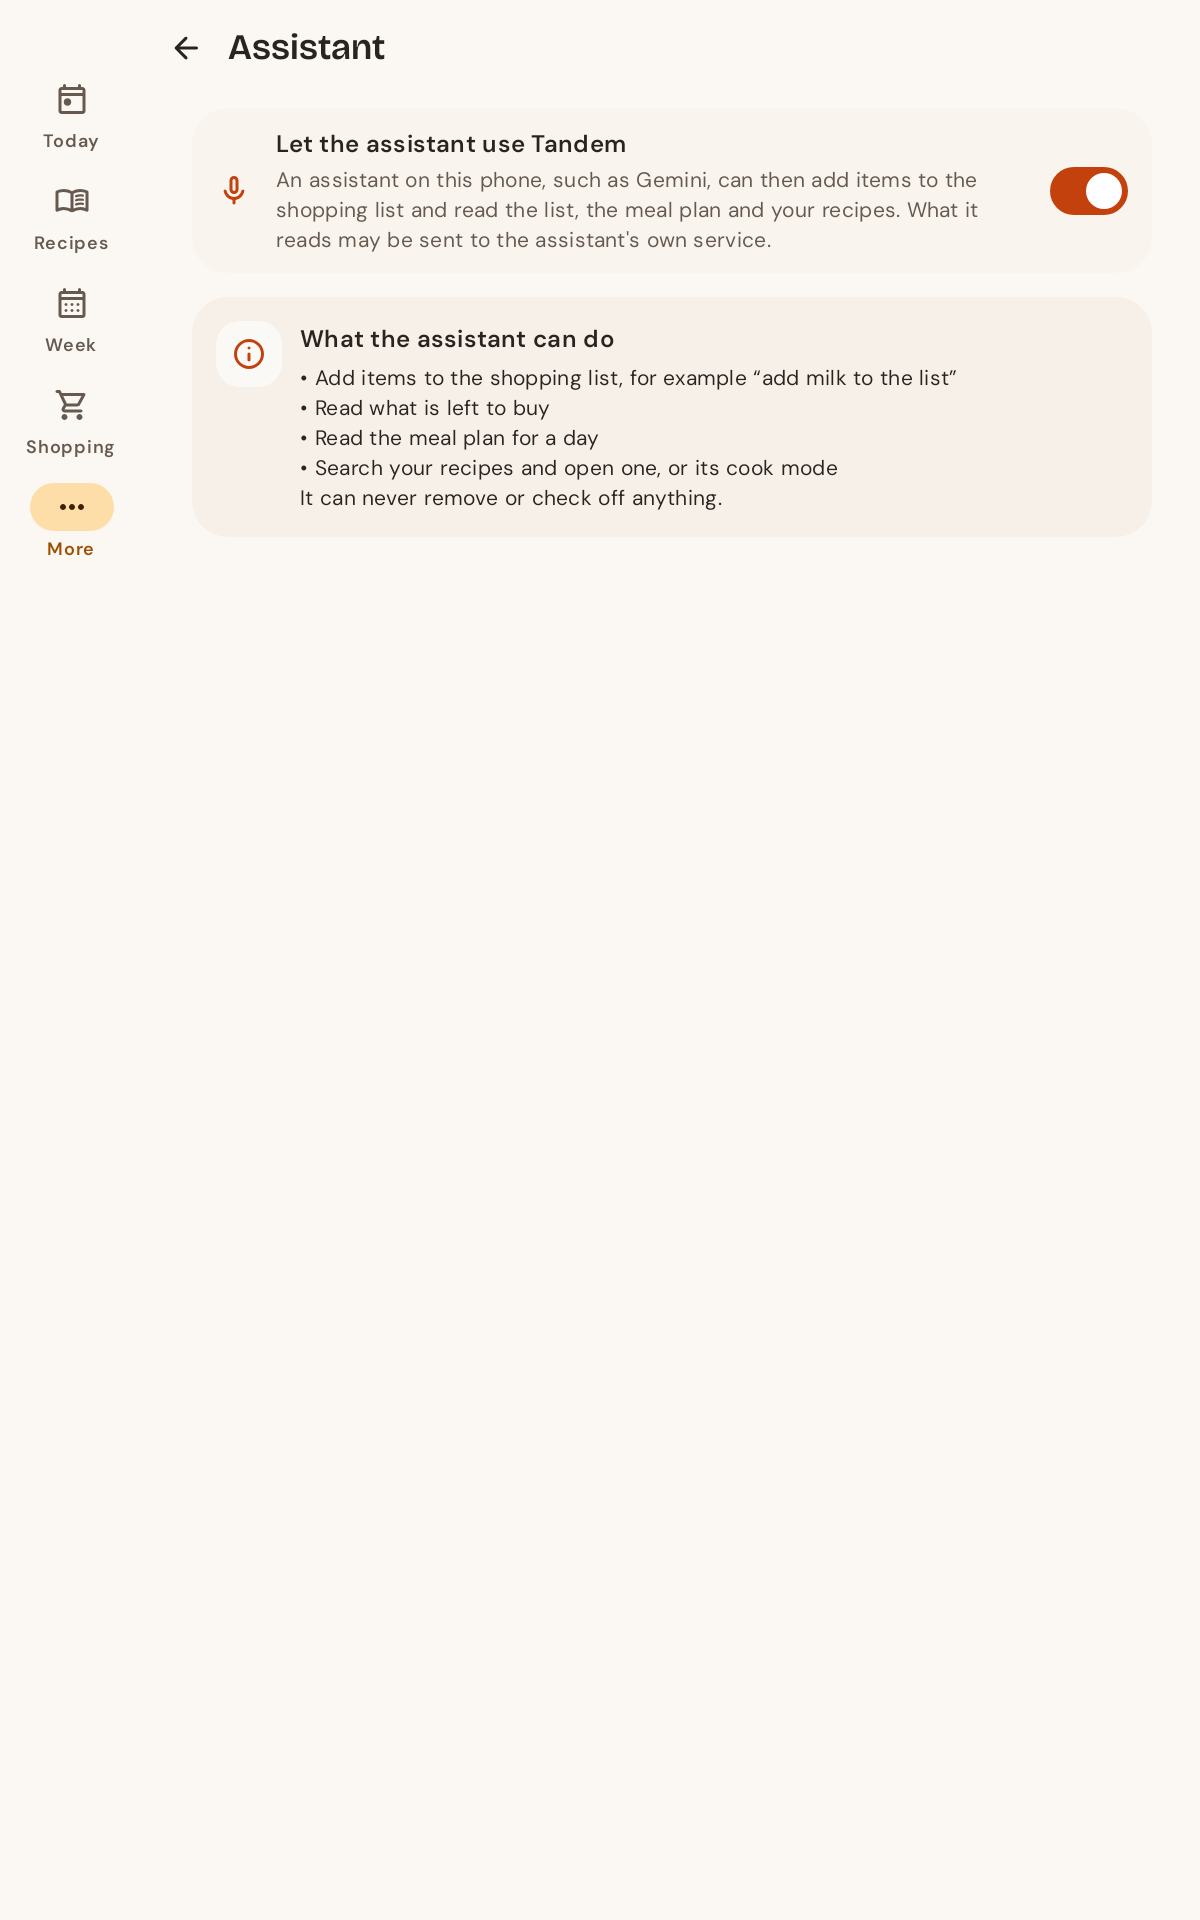 Assistant
Today
Recipes
Week
Shopping
More
Let the assistant use Tandem
An assistant on this phone, such as Gemini, can then add items to the
shopping list and read the list, the meal plan and your recipes. What it
reads may be sent to the assistant's own service.
What the assistant can do
• Add items to the shopping list, for example “add milk to the list”
• Read what is left to buy
• Read the meal plan for a day
• Search your recipes and open one, or its cook mode
It can never remove or check off anything.